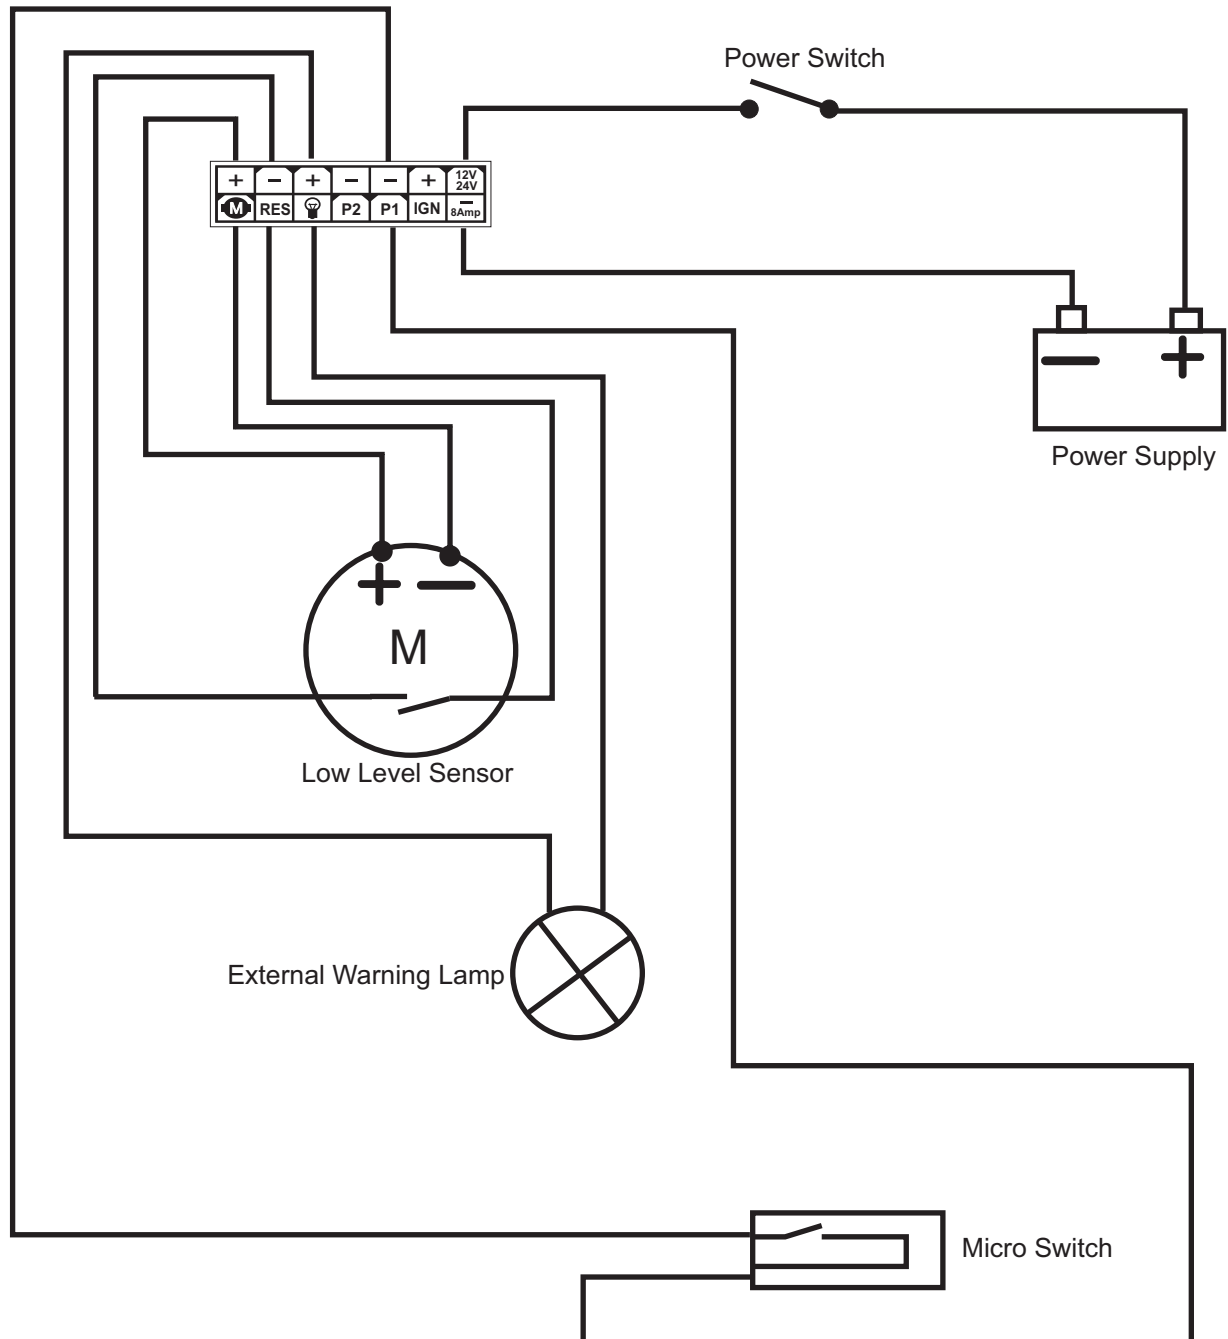 Power Switch
+ − + − − + 12V
24V
M RES P2 P1 IGN −
8Amp
− +
Power Supply
+ −
M
Low Level Sensor
External Warning Lamp
Micro Switch